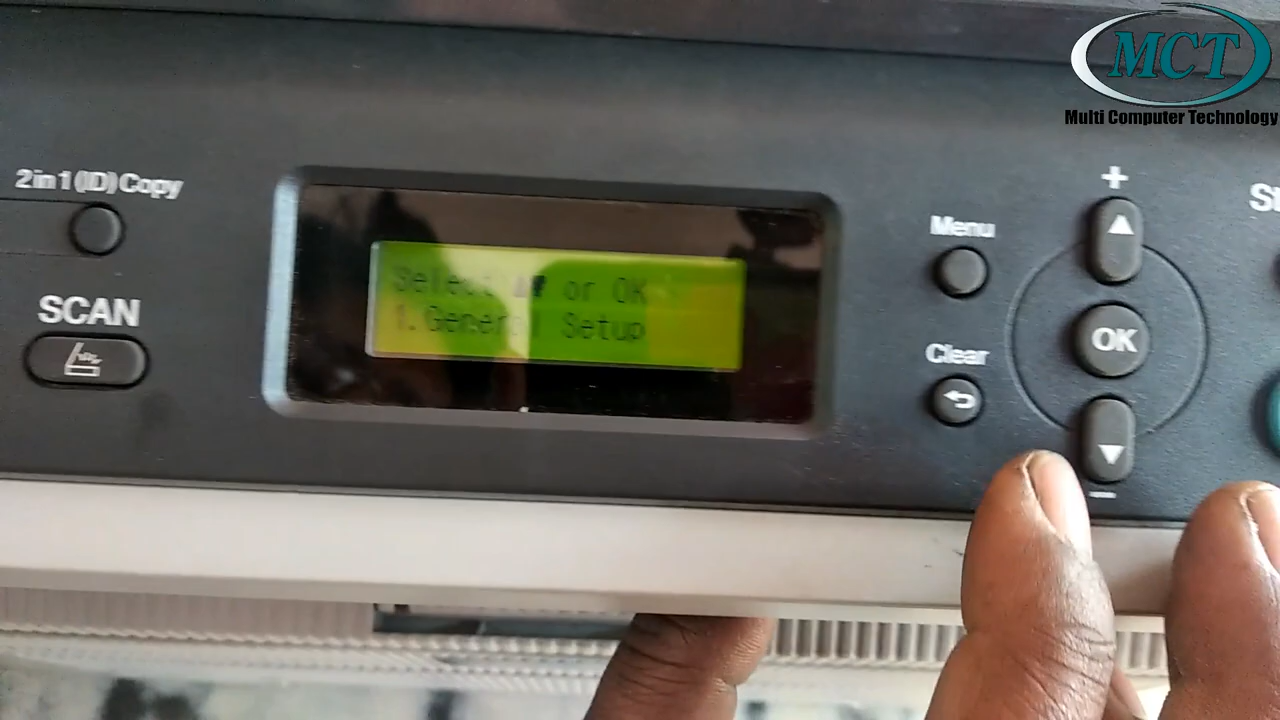 MCT
Multi Computer Technology
2in1(ID)Copy
SCAN
Select ▲▼ or OK
1.General Setup
Menu
Clear
+
OK
−